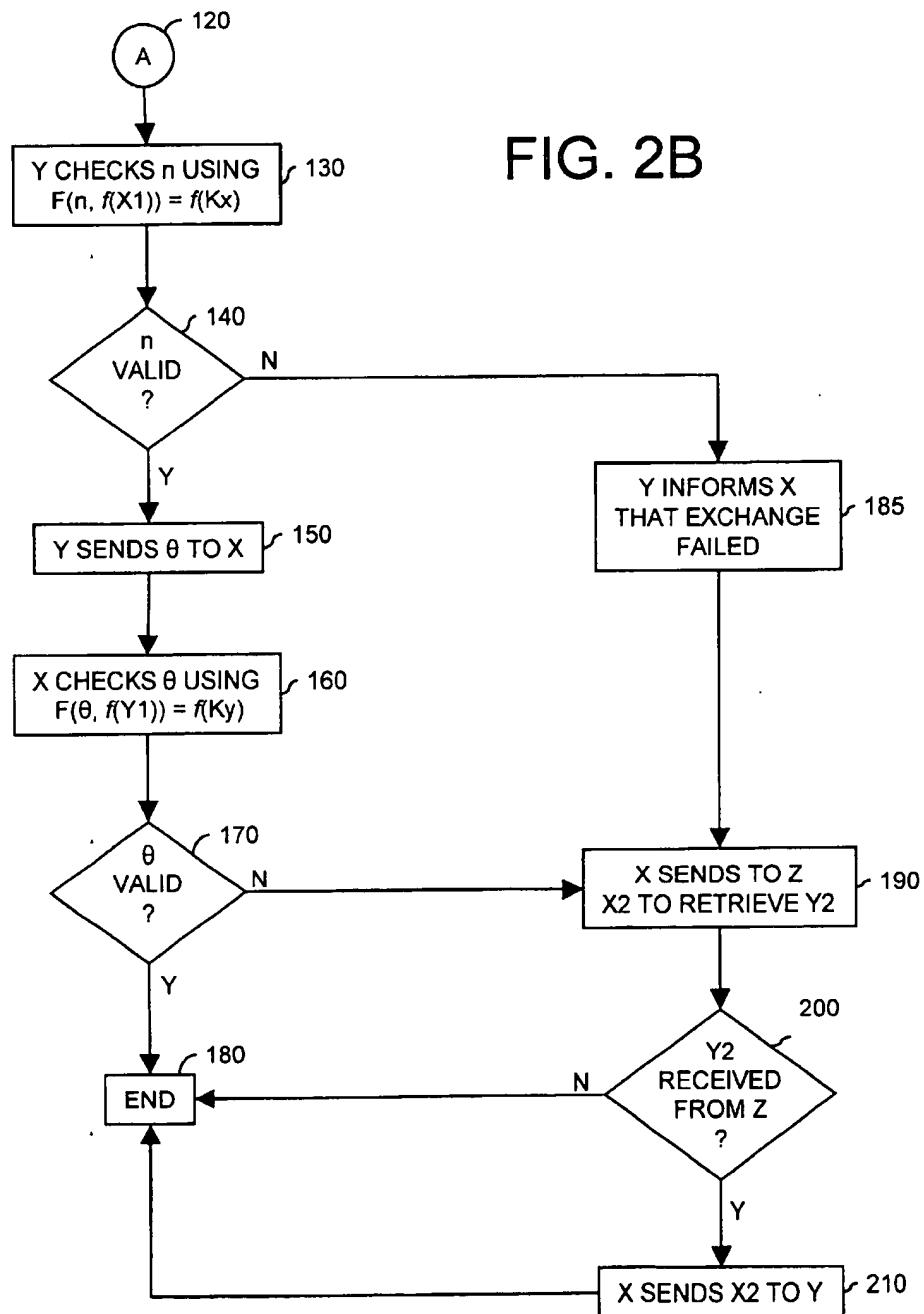 120
A
FIG. 2B
Y CHECKS n USING
F(n, f(X1)) = f(Kx)
130
140
n
VALID
?
N
Y
Y INFORMS X
THAT EXCHANGE
FAILED
185
Y SENDS θ TO X
150
X CHECKS θ USING
F(θ, f(Y1)) = f(Ky)
160
170
θ
VALID
?
N
Y
X SENDS TO Z
X2 TO RETRIEVE Y2
190
200
Y2
RECEIVED
FROM Z
?
N
Y
180
END
X SENDS X2 TO Y
210